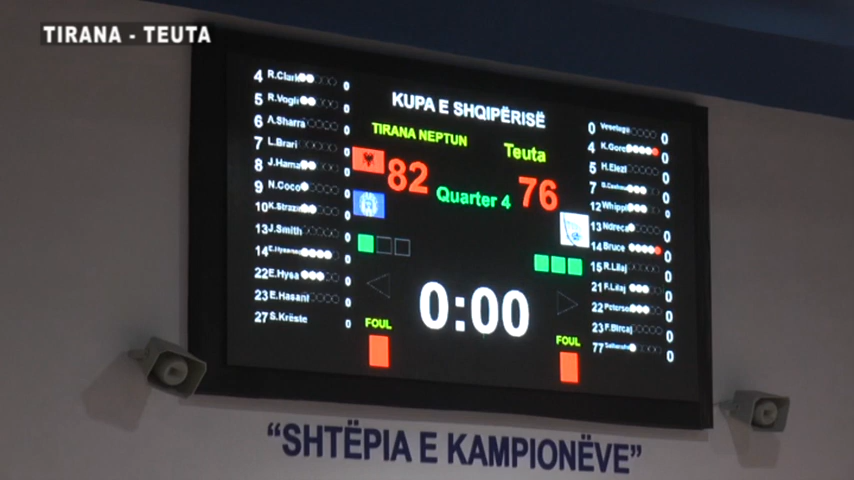 TIRANA - TEUTA
KUPA E SHQIPËRISË
TIRANA NEPTUN
Teuta
82
Quarter 4
76
0:00
FOUL
FOUL
4 R.Clark 0
5 R.Vogli 0
6 A.Sharra 0
7 L.Brari 0
8 J.Hama 0
9 N.Coco 0
10 K.Strazi 0
13 J.Smith 0
14 0
22 E.Hysa 0
23 E.Hasani 0
27 S.Krëste 0
0 0
4 K.Gore 0
5 H.Elezi 0
7 0
12 Whippl 0
13 Ndreca 0
14 Bruce 0
15 R.Lilaj 0
21 F.Lilaj 0
22 Peterson 0
23 F.Bircaj 0
77 0
"SHTËPIA E KAMPIONËVE"